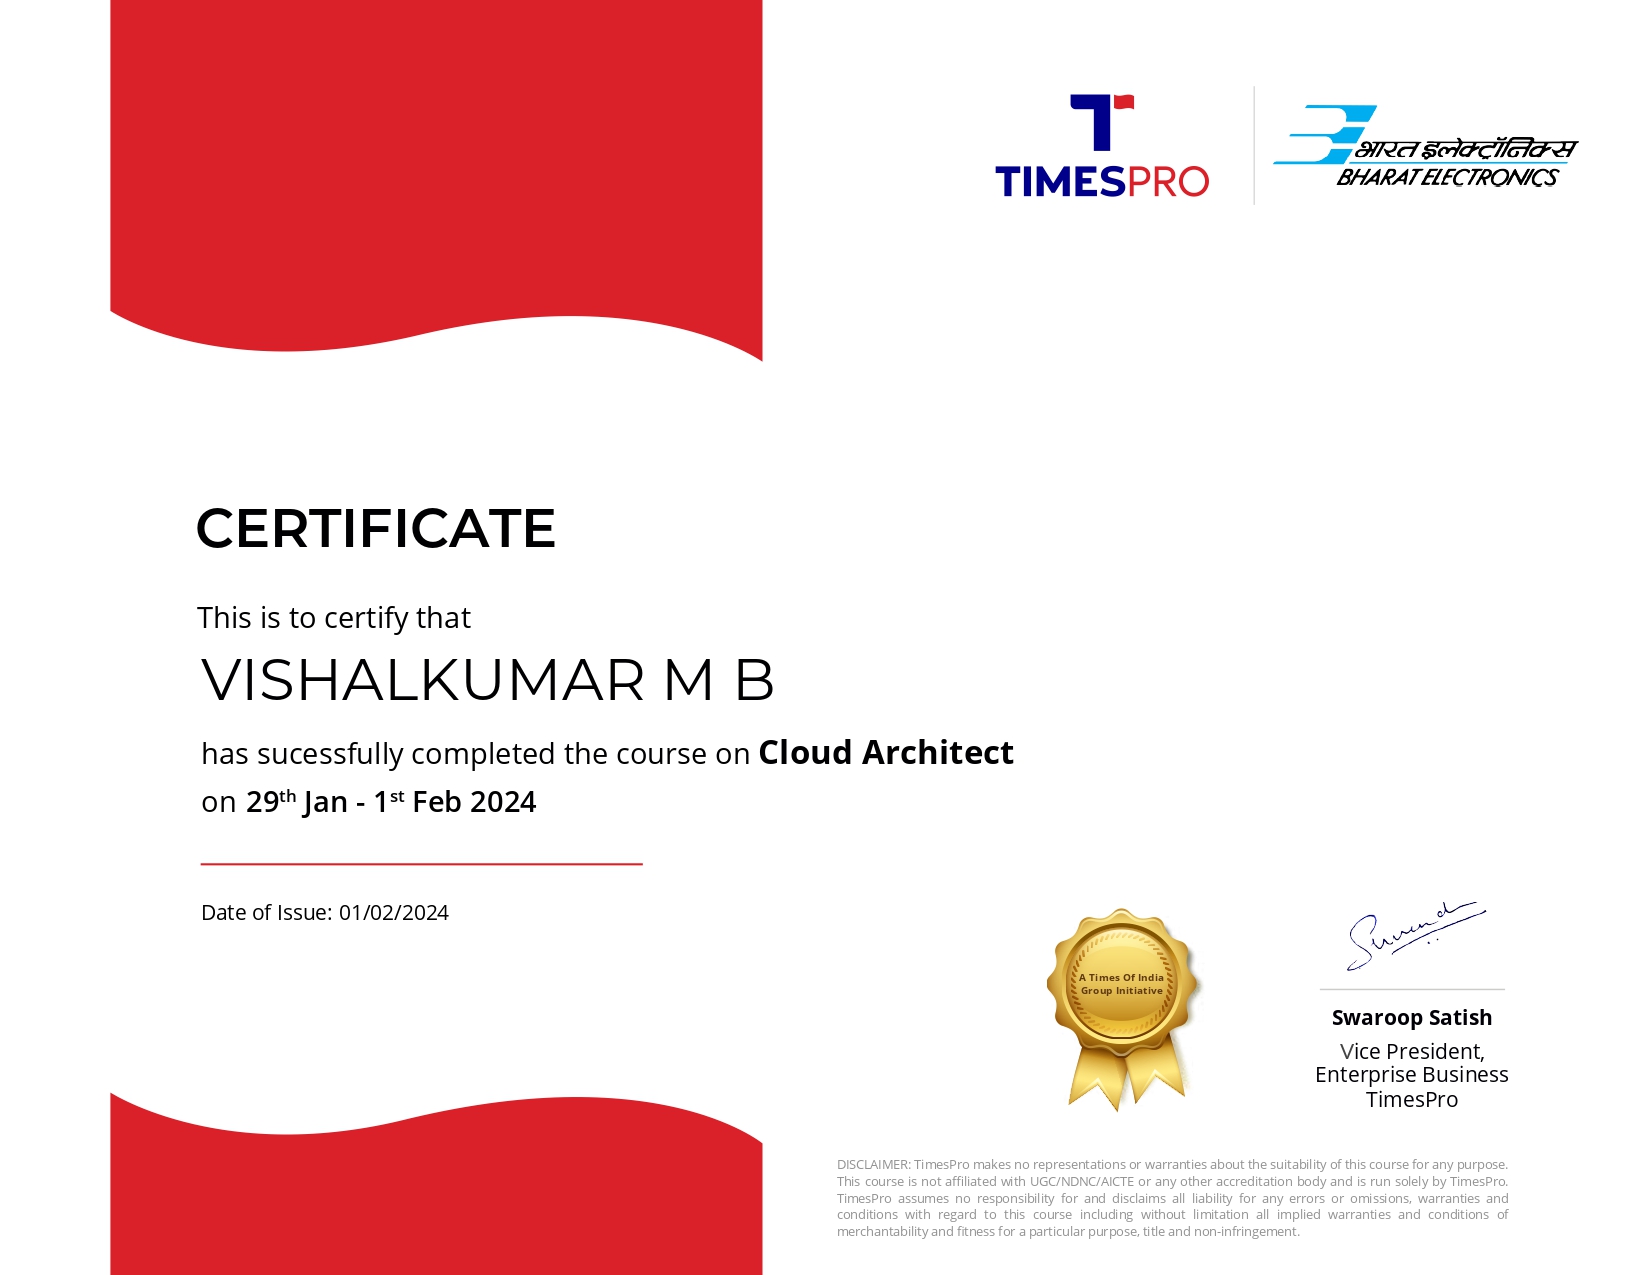 TIMESPRO
भारत इलेक्ट्रॉनिक्स
BHARAT ELECTRONICS
CERTIFICATE
This is to certify that
VISHALKUMAR M B
has sucessfully completed the course on Cloud Architect
on 29th Jan - 1st Feb 2024
Date of Issue: 01/02/2024
A Times Of India
Group Initiative
Swaroop Satish
Vice President,
Enterprise Business
TimesPro
DISCLAIMER: TimesPro makes no representations or warranties about the suitability of this course for any purpose.
This course is not affiliated with UGC/NDNC/AICTE or any other accreditation body and is run solely by TimesPro.
TimesPro assumes no responsibility for and disclaims all liability for any errors or omissions, warranties and
conditions with regard to this course including without limitation all implied warranties and conditions of
merchantability and fitness for a particular purpose, title and non-infringement.